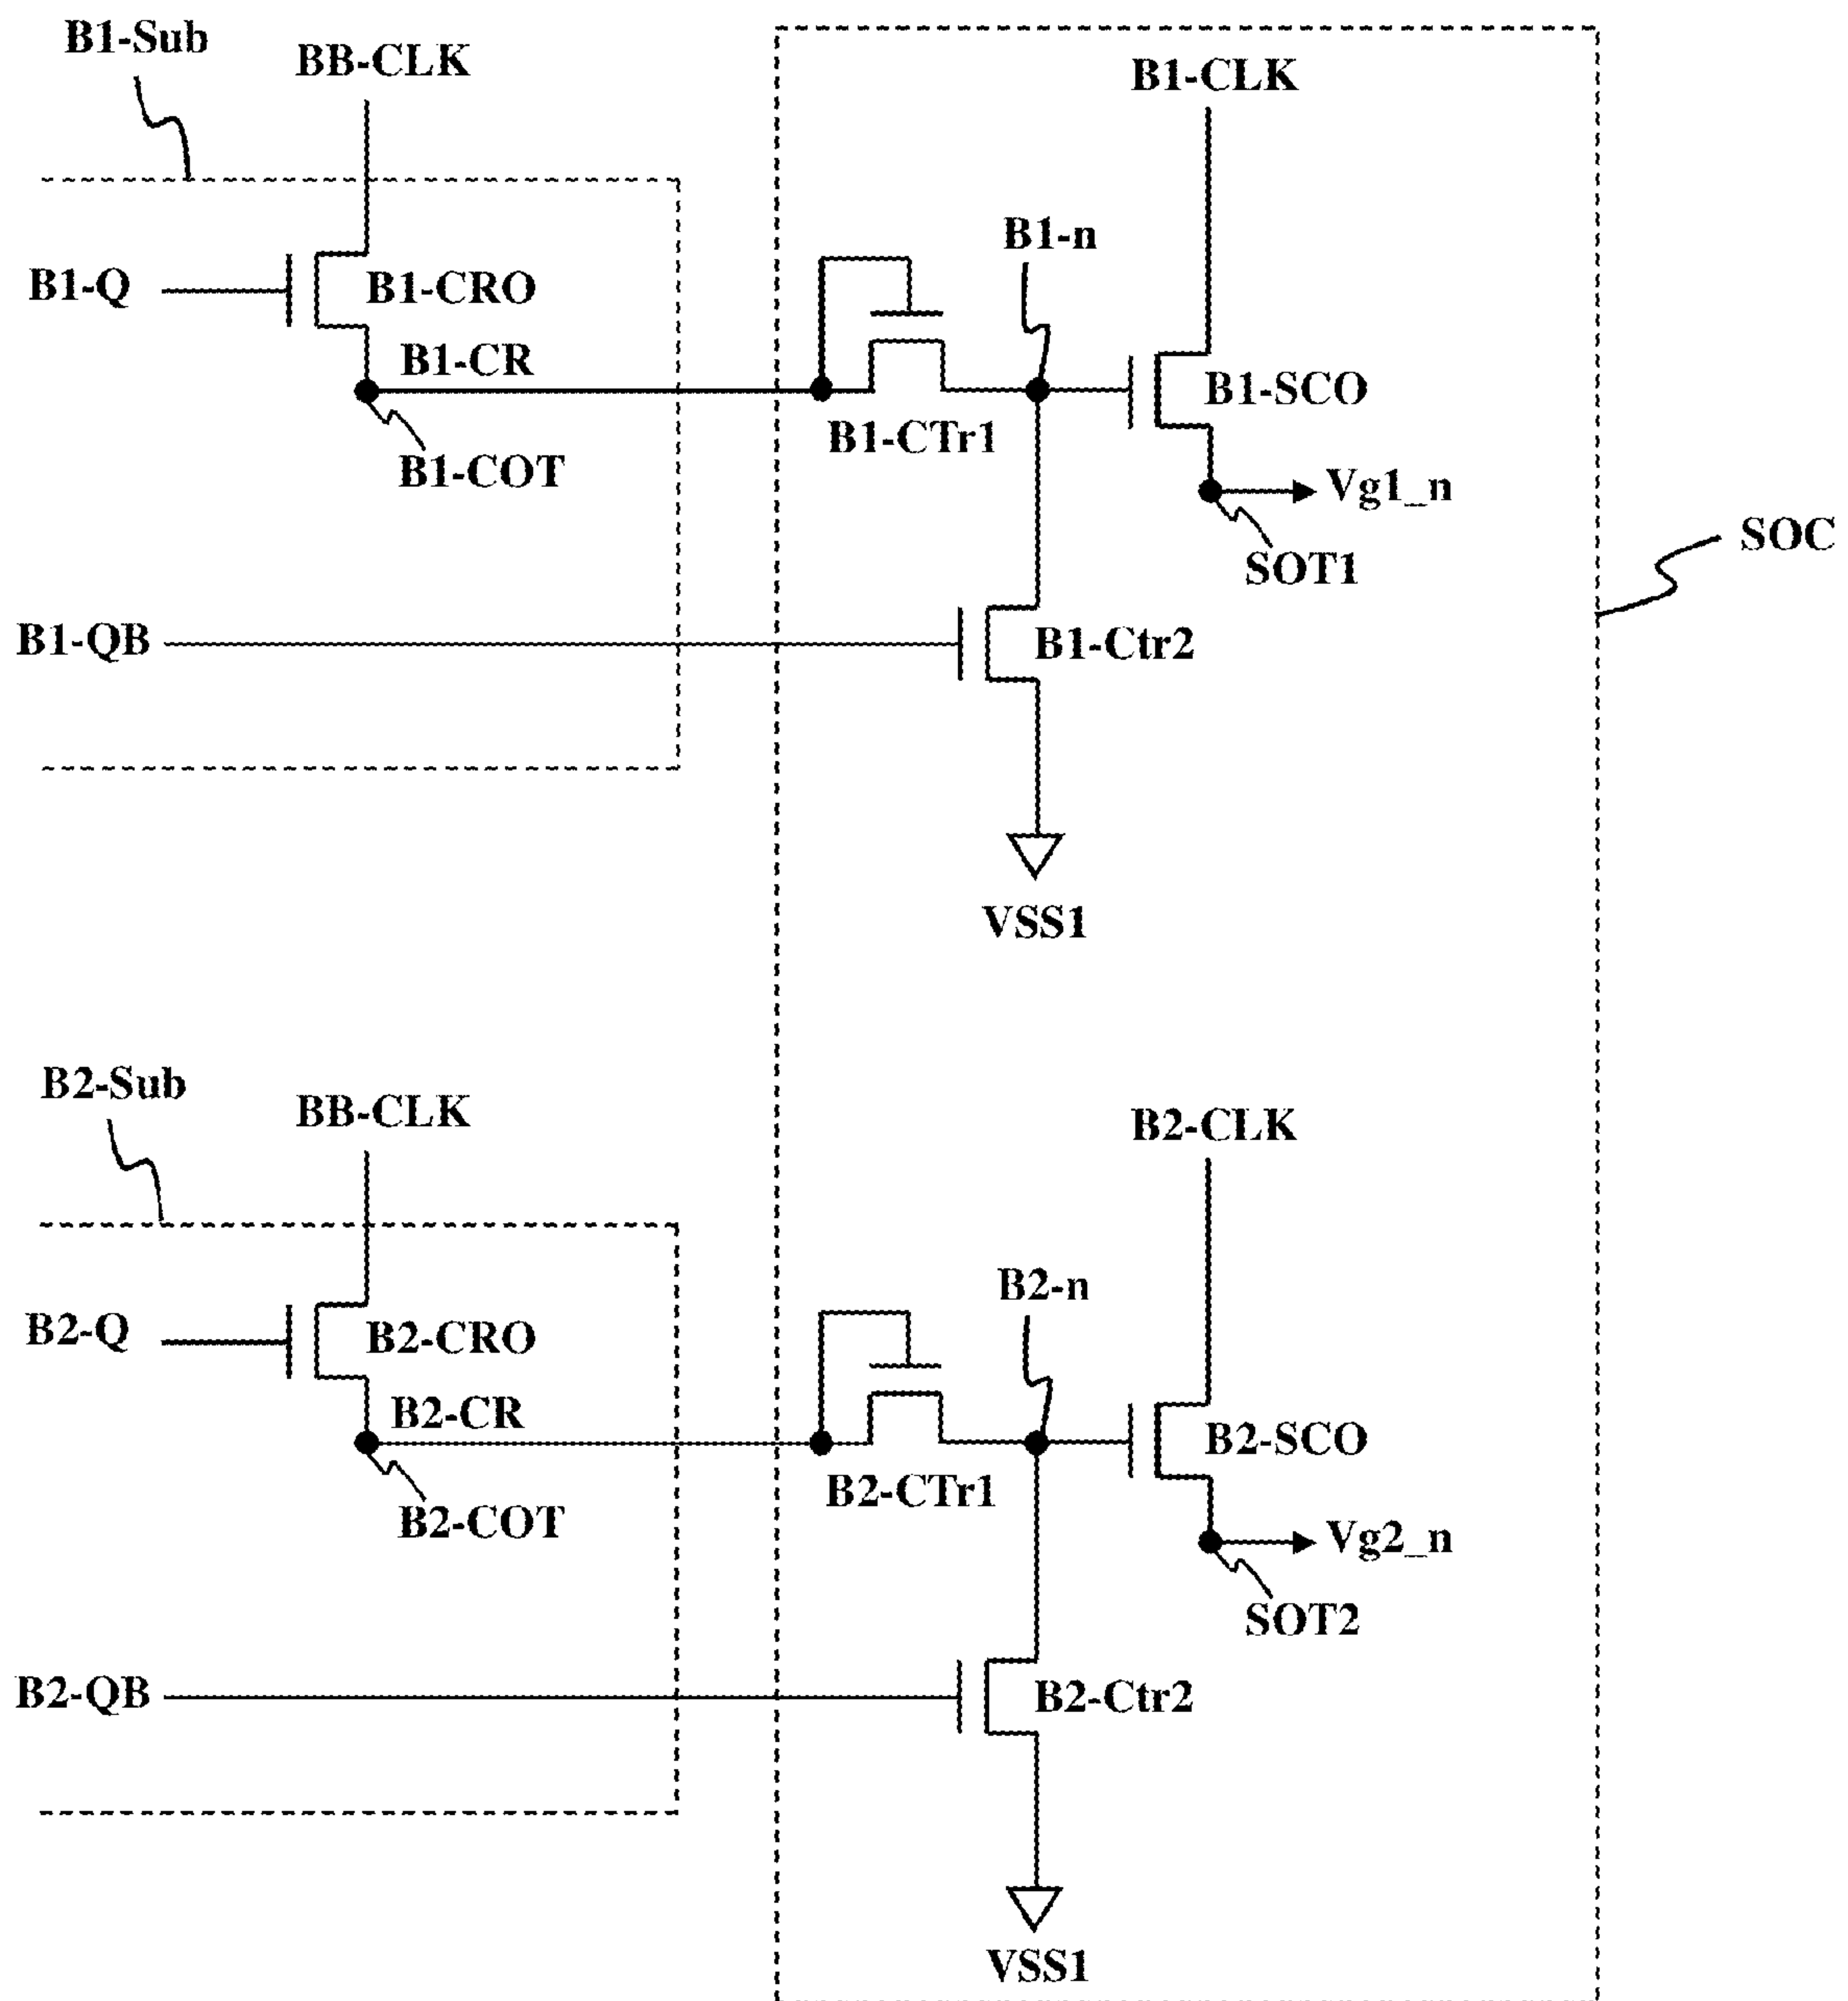 B1-Sub
BB-CLK
B1-CLK
B1-n
B1-Q
B1-CRO
B1-CR
B1-SCO
B1-CTr1
B1-COT
Vg1_n
SOC
SOT1
B1-QB
B1-Ctr2
VSS1
B2-Sub
BB-CLK
B2-CLK
B2-n
B2-Q
B2-CRO
B2-CR
B2-SCO
B2-CTr1
B2-COT
Vg2_n
SOT2
B2-QB
B2-Ctr2
VSS1